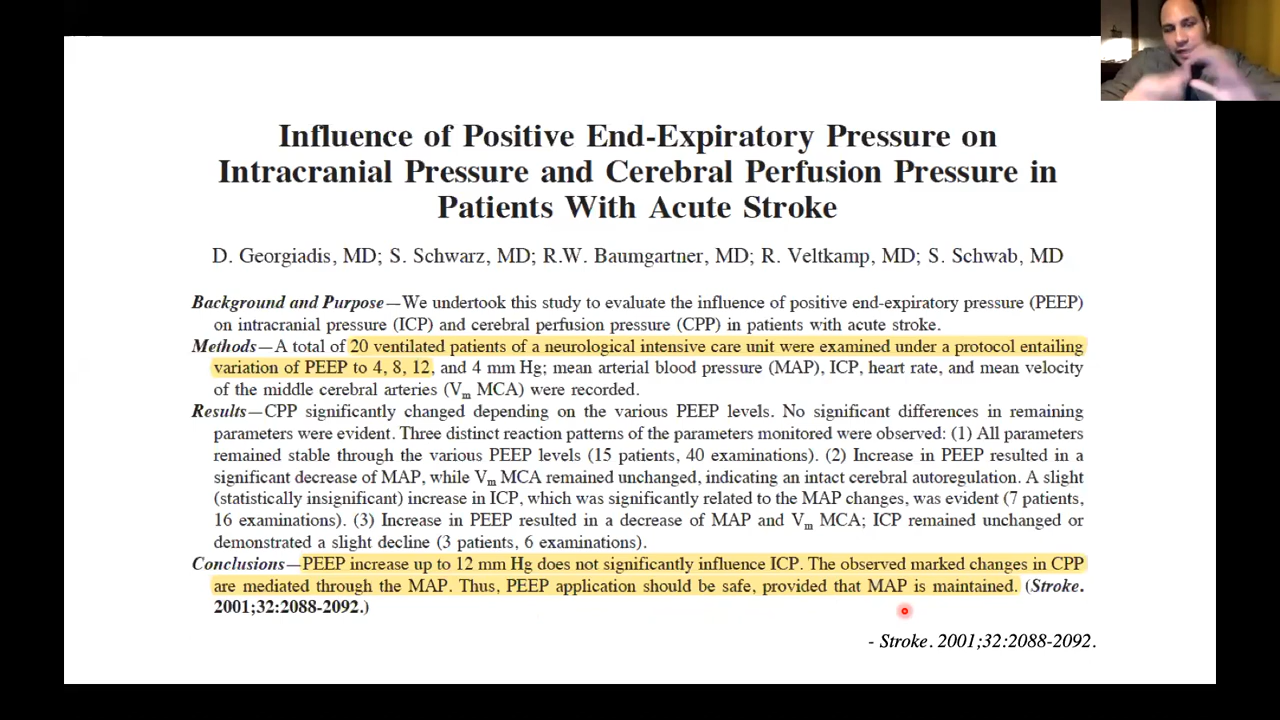 Influence of Positive End-Expiratory Pressure on
Intracranial Pressure and Cerebral Perfusion Pressure in
Patients With Acute Stroke
D. Georgiadis, MD; S. Schwarz, MD; R.W. Baumgartner, MD; R. Veltkamp, MD; S. Schwab, MD
Background and Purpose—We undertook this study to evaluate the influence of positive end-expiratory pressure (PEEP)
on intracranial pressure (ICP) and cerebral perfusion pressure (CPP) in patients with acute stroke.
Methods—A total of 20 ventilated patients of a neurological intensive care unit were examined under a protocol entailing
variation of PEEP to 4, 8, 12, and 4 mm Hg; mean arterial blood pressure (MAP), ICP, heart rate, and mean velocity
of the middle cerebral arteries (Vm MCA) were recorded.
Results—CPP significantly changed depending on the various PEEP levels. No significant differences in remaining
parameters were evident. Three distinct reaction patterns of the parameters monitored were observed: (1) All parameters
remained stable through the various PEEP levels (15 patients, 40 examinations). (2) Increase in PEEP resulted in a
significant decrease of MAP, while Vm MCA remained unchanged, indicating an intact cerebral autoregulation. A slight
(statistically insignificant) increase in ICP, which was significantly related to the MAP changes, was evident (7 patients,
16 examinations). (3) Increase in PEEP resulted in a decrease of MAP and Vm MCA; ICP remained unchanged or
demonstrated a slight decline (3 patients, 6 examinations).
Conclusions—PEEP increase up to 12 mm Hg does not significantly influence ICP. The observed marked changes in CPP
are mediated through the MAP. Thus, PEEP application should be safe, provided that MAP is maintained. (Stroke.
2001;32:2088-2092.)
- Stroke. 2001;32:2088-2092.